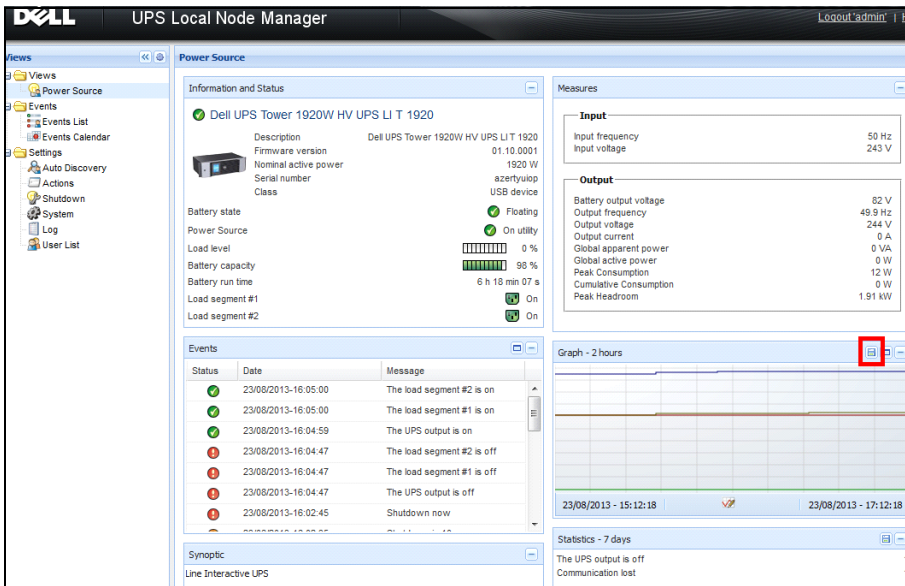 DELL UPS Local Node Manager
Logout 'admin' |
Views
Views
Power Source
Events
Events List
Events Calendar
Settings
Auto Discovery
Actions
Shutdown
System
Log
User List
Power Source
Information and Status
Dell UPS Tower 1920W HV UPS LI T 1920
Description Dell UPS Tower 1920W HV UPS LI T 1920
Firmware version 01.10.0001
Nominal active power 1920 W
Serial number azertyuiop
Class USB device
Battery state Floating
Power Source On utility
Load level 0 %
Battery capacity 98 %
Battery run time 6 h 18 min 07 s
Load segment #1 On
Load segment #2 On
Events
Status Date Message
23/08/2013-16:05:00 The load segment #2 is on
23/08/2013-16:05:00 The load segment #1 is on
23/08/2013-16:04:59 The UPS output is on
23/08/2013-16:04:47 The load segment #2 is off
23/08/2013-16:04:47 The load segment #1 is off
23/08/2013-16:04:47 The UPS output is off
23/08/2013-16:02:45 Shutdown now
Synoptic
Line Interactive UPS
Measures
Input
Input frequency 50 Hz
Input voltage 243 V
Output
Battery output voltage 82 V
Output frequency 49.9 Hz
Output voltage 244 V
Output current 0 A
Global apparent power 0 VA
Global active power 0 W
Peak Consumption 12 W
Cumulative Consumption 0 W
Peak Headroom 1.91 kW
Graph - 2 hours
23/08/2013 - 15:12:18 23/08/2013 - 17:12:18
Statistics - 7 days
The UPS output is off
Communication lost